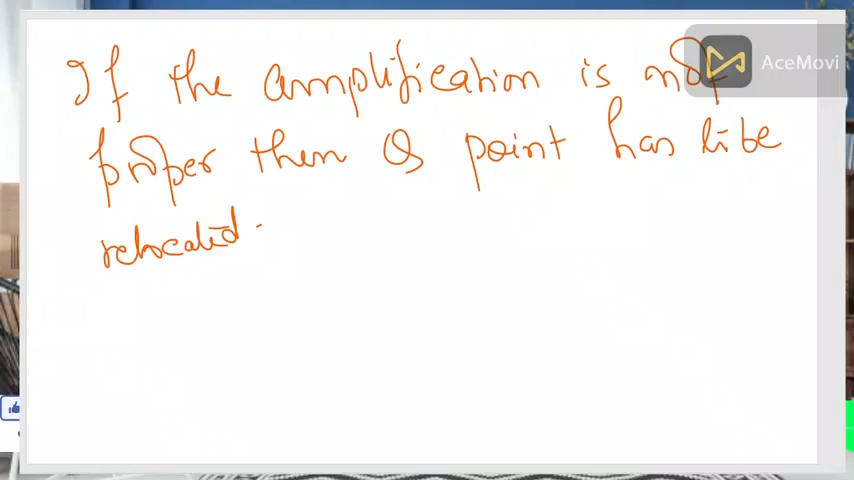 If the amplification is not
AceMovi
proper then Q point has to be
relocated.